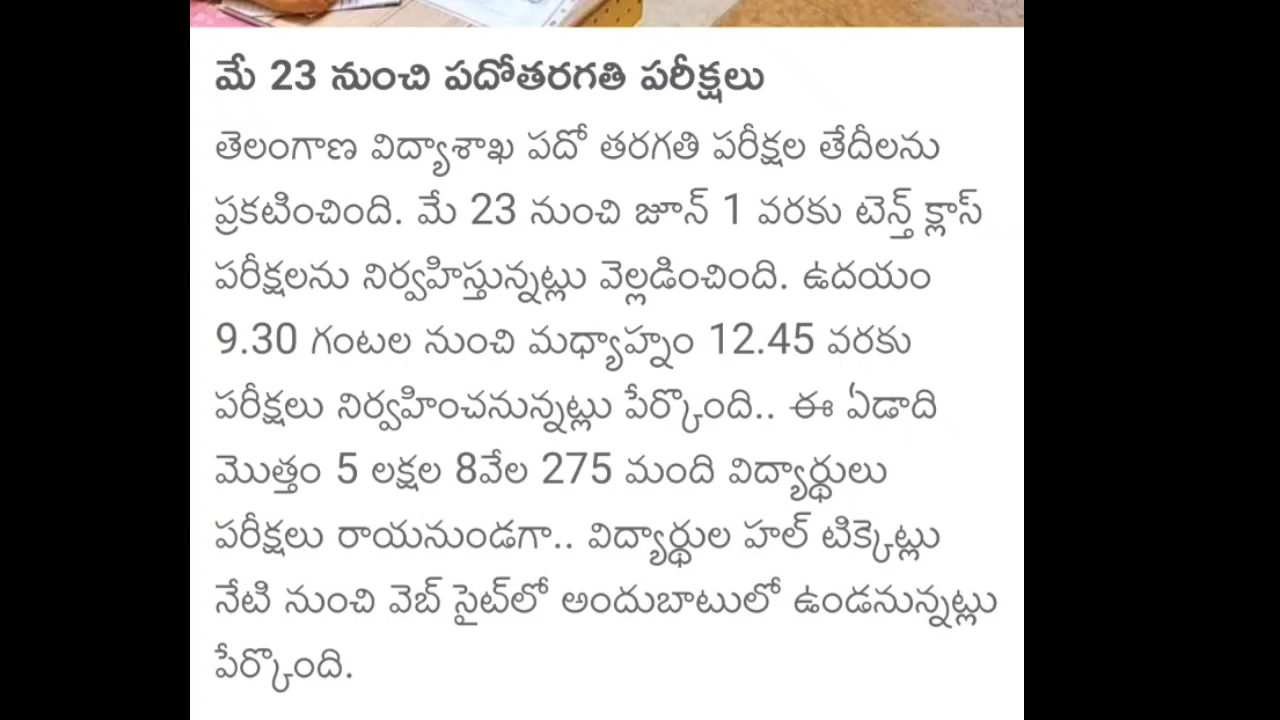 మే 23 నుంచి పదోతరగతి పరీక్షలు
తెలంగాణ విద్యాశాఖ పదో తరగతి పరీక్షల తేదీలను
ప్రకటించింది. మే 23 నుంచి జూన్ 1 వరకు టెన్త్ క్లాస్
పరీక్షలను నిర్వహిస్తున్నట్లు వెల్లడించింది. ఉదయం
9.30 గంటల నుంచి మధ్యాహ్నం 12.45 వరకు
పరీక్షలు నిర్వహించనున్నట్లు పేర్కొంది.. ఈ ఏడాది
మొత్తం 5 లక్షల 8వేల 275 మంది విద్యార్థులు
పరీక్షలు రాయనుండగా.. విద్యార్థుల హల్ టిక్కెట్లు
నేటి నుంచి వెబ్ సైట్‌లో అందుబాటులో ఉండనున్నట్లు
పేర్కొంది.